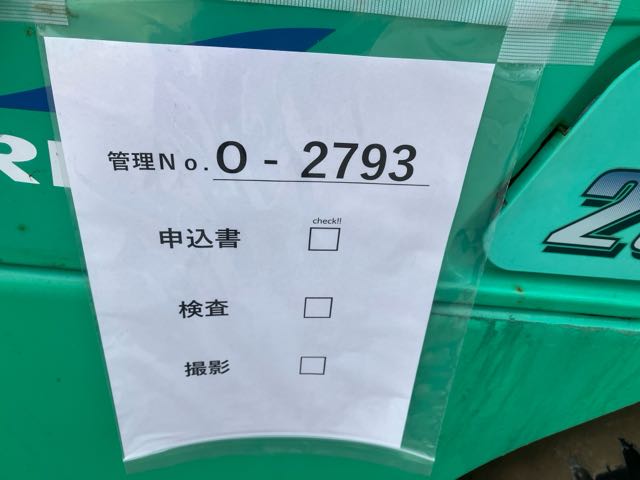 管理No. O - 2793
check!!
申込書 □
検査 □
撮影 □